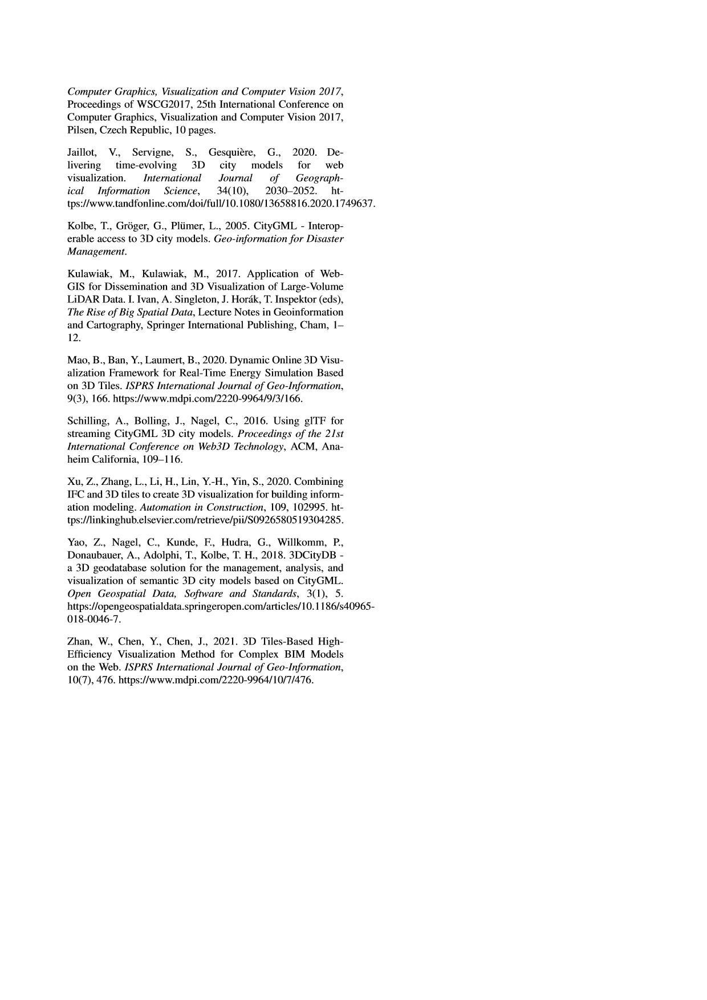 Computer Graphics, Visualization and Computer Vision 2017,
Proceedings of WSCG2017, 25th International Conference on
Computer Graphics, Visualization and Computer Vision 2017,
Pilsen, Czech Republic, 10 pages.
Jaillot, V., Servigne, S., Gesquière, G., 2020. De-
livering time-evolving 3D city models for web
visualization. International Journal of Geograph-
ical Information Science, 34(10), 2030–2052. ht-
tps://www.tandfonline.com/doi/full/10.1080/13658816.2020.1749637.
Kolbe, T., Gröger, G., Plümer, L., 2005. CityGML - Interop-
erable access to 3D city models. Geo-information for Disaster
Management.
Kulawiak, M., Kulawiak, M., 2017. Application of Web-
GIS for Dissemination and 3D Visualization of Large-Volume
LiDAR Data. I. Ivan, A. Singleton, J. Horák, T. Inspektor (eds),
The Rise of Big Spatial Data, Lecture Notes in Geoinformation
and Cartography, Springer International Publishing, Cham, 1–
12.
Mao, B., Ban, Y., Laumert, B., 2020. Dynamic Online 3D Visu-
alization Framework for Real-Time Energy Simulation Based
on 3D Tiles. ISPRS International Journal of Geo-Information,
9(3), 166. https://www.mdpi.com/2220-9964/9/3/166.
Schilling, A., Bolling, J., Nagel, C., 2016. Using glTF for
streaming CityGML 3D city models. Proceedings of the 21st
International Conference on Web3D Technology, ACM, Ana-
heim California, 109–116.
Xu, Z., Zhang, L., Li, H., Lin, Y.-H., Yin, S., 2020. Combining
IFC and 3D tiles to create 3D visualization for building inform-
ation modeling. Automation in Construction, 109, 102995. ht-
tps://linkinghub.elsevier.com/retrieve/pii/S0926580519304285.
Yao, Z., Nagel, C., Kunde, F., Hudra, G., Willkomm, P.,
Donaubauer, A., Adolphi, T., Kolbe, T. H., 2018. 3DCityDB -
a 3D geodatabase solution for the management, analysis, and
visualization of semantic 3D city models based on CityGML.
Open Geospatial Data, Software and Standards, 3(1), 5.
https://opengeospatialdata.springeropen.com/articles/10.1186/s40965-
018-0046-7.
Zhan, W., Chen, Y., Chen, J., 2021. 3D Tiles-Based High-
Efficiency Visualization Method for Complex BIM Models
on the Web. ISPRS International Journal of Geo-Information,
10(7), 476. https://www.mdpi.com/2220-9964/10/7/476.